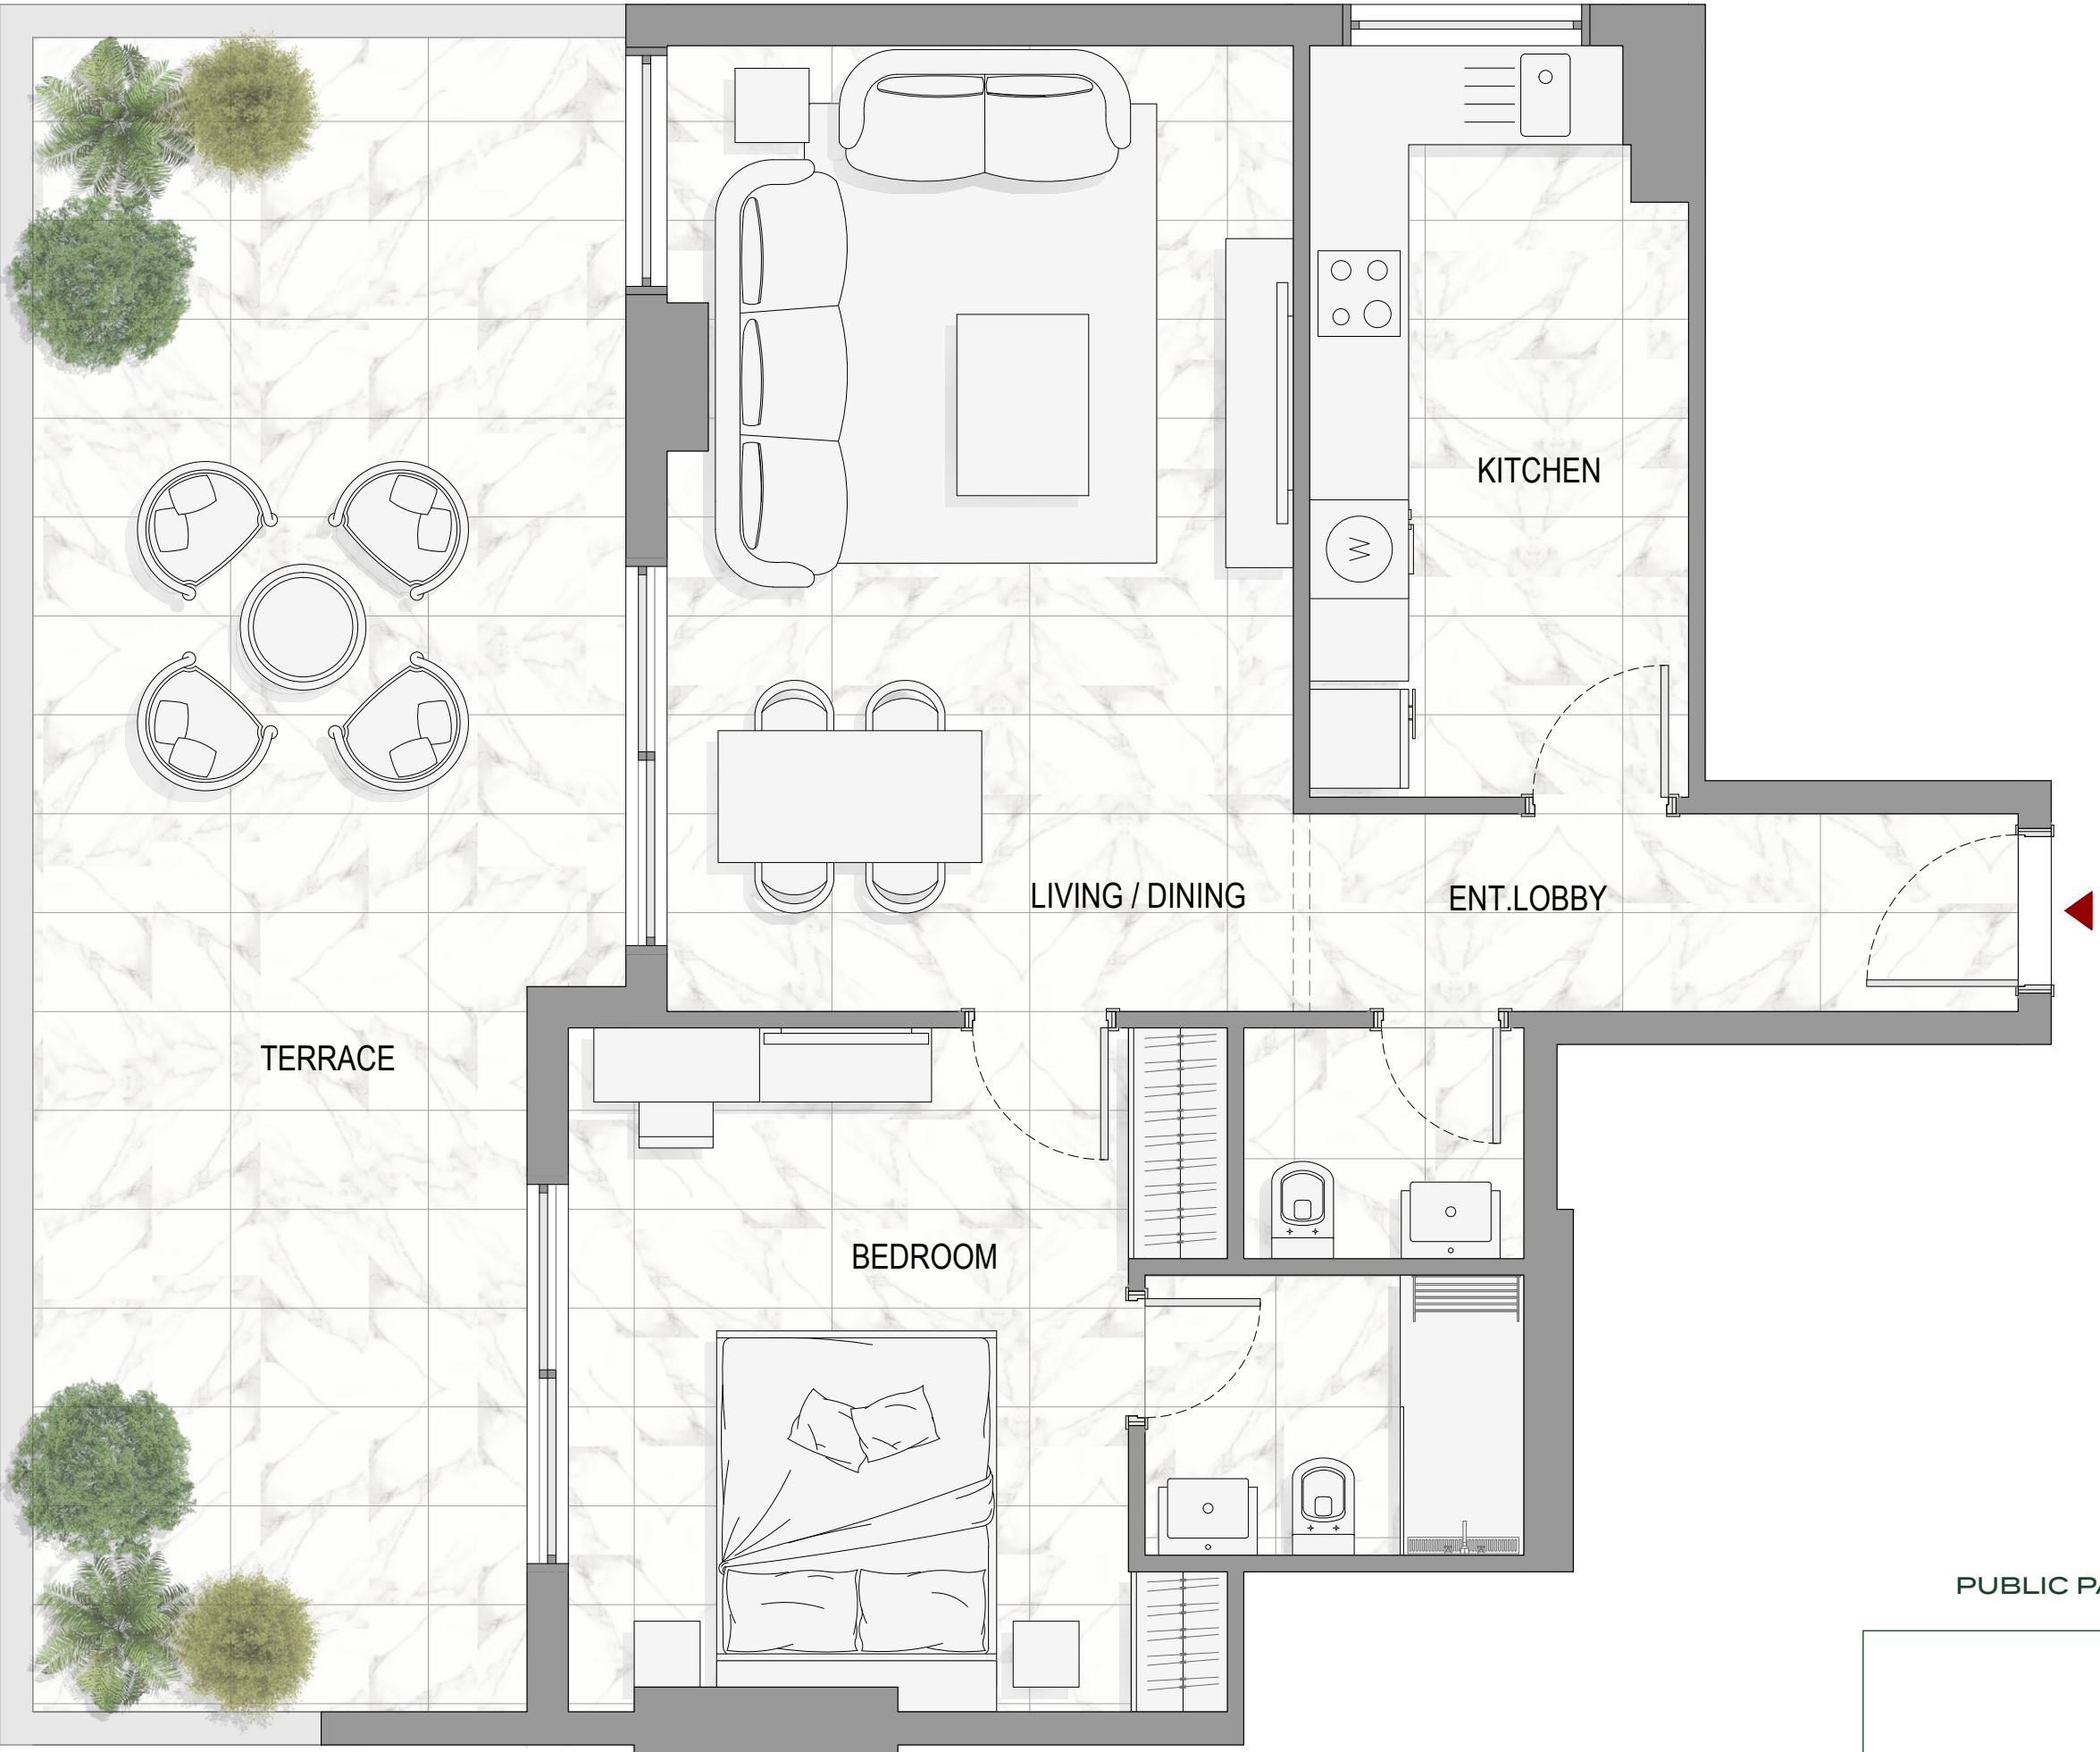 KITCHEN
W
LIVING / DINING
ENT.LOBBY
TERRACE
BEDROOM
PUBLIC